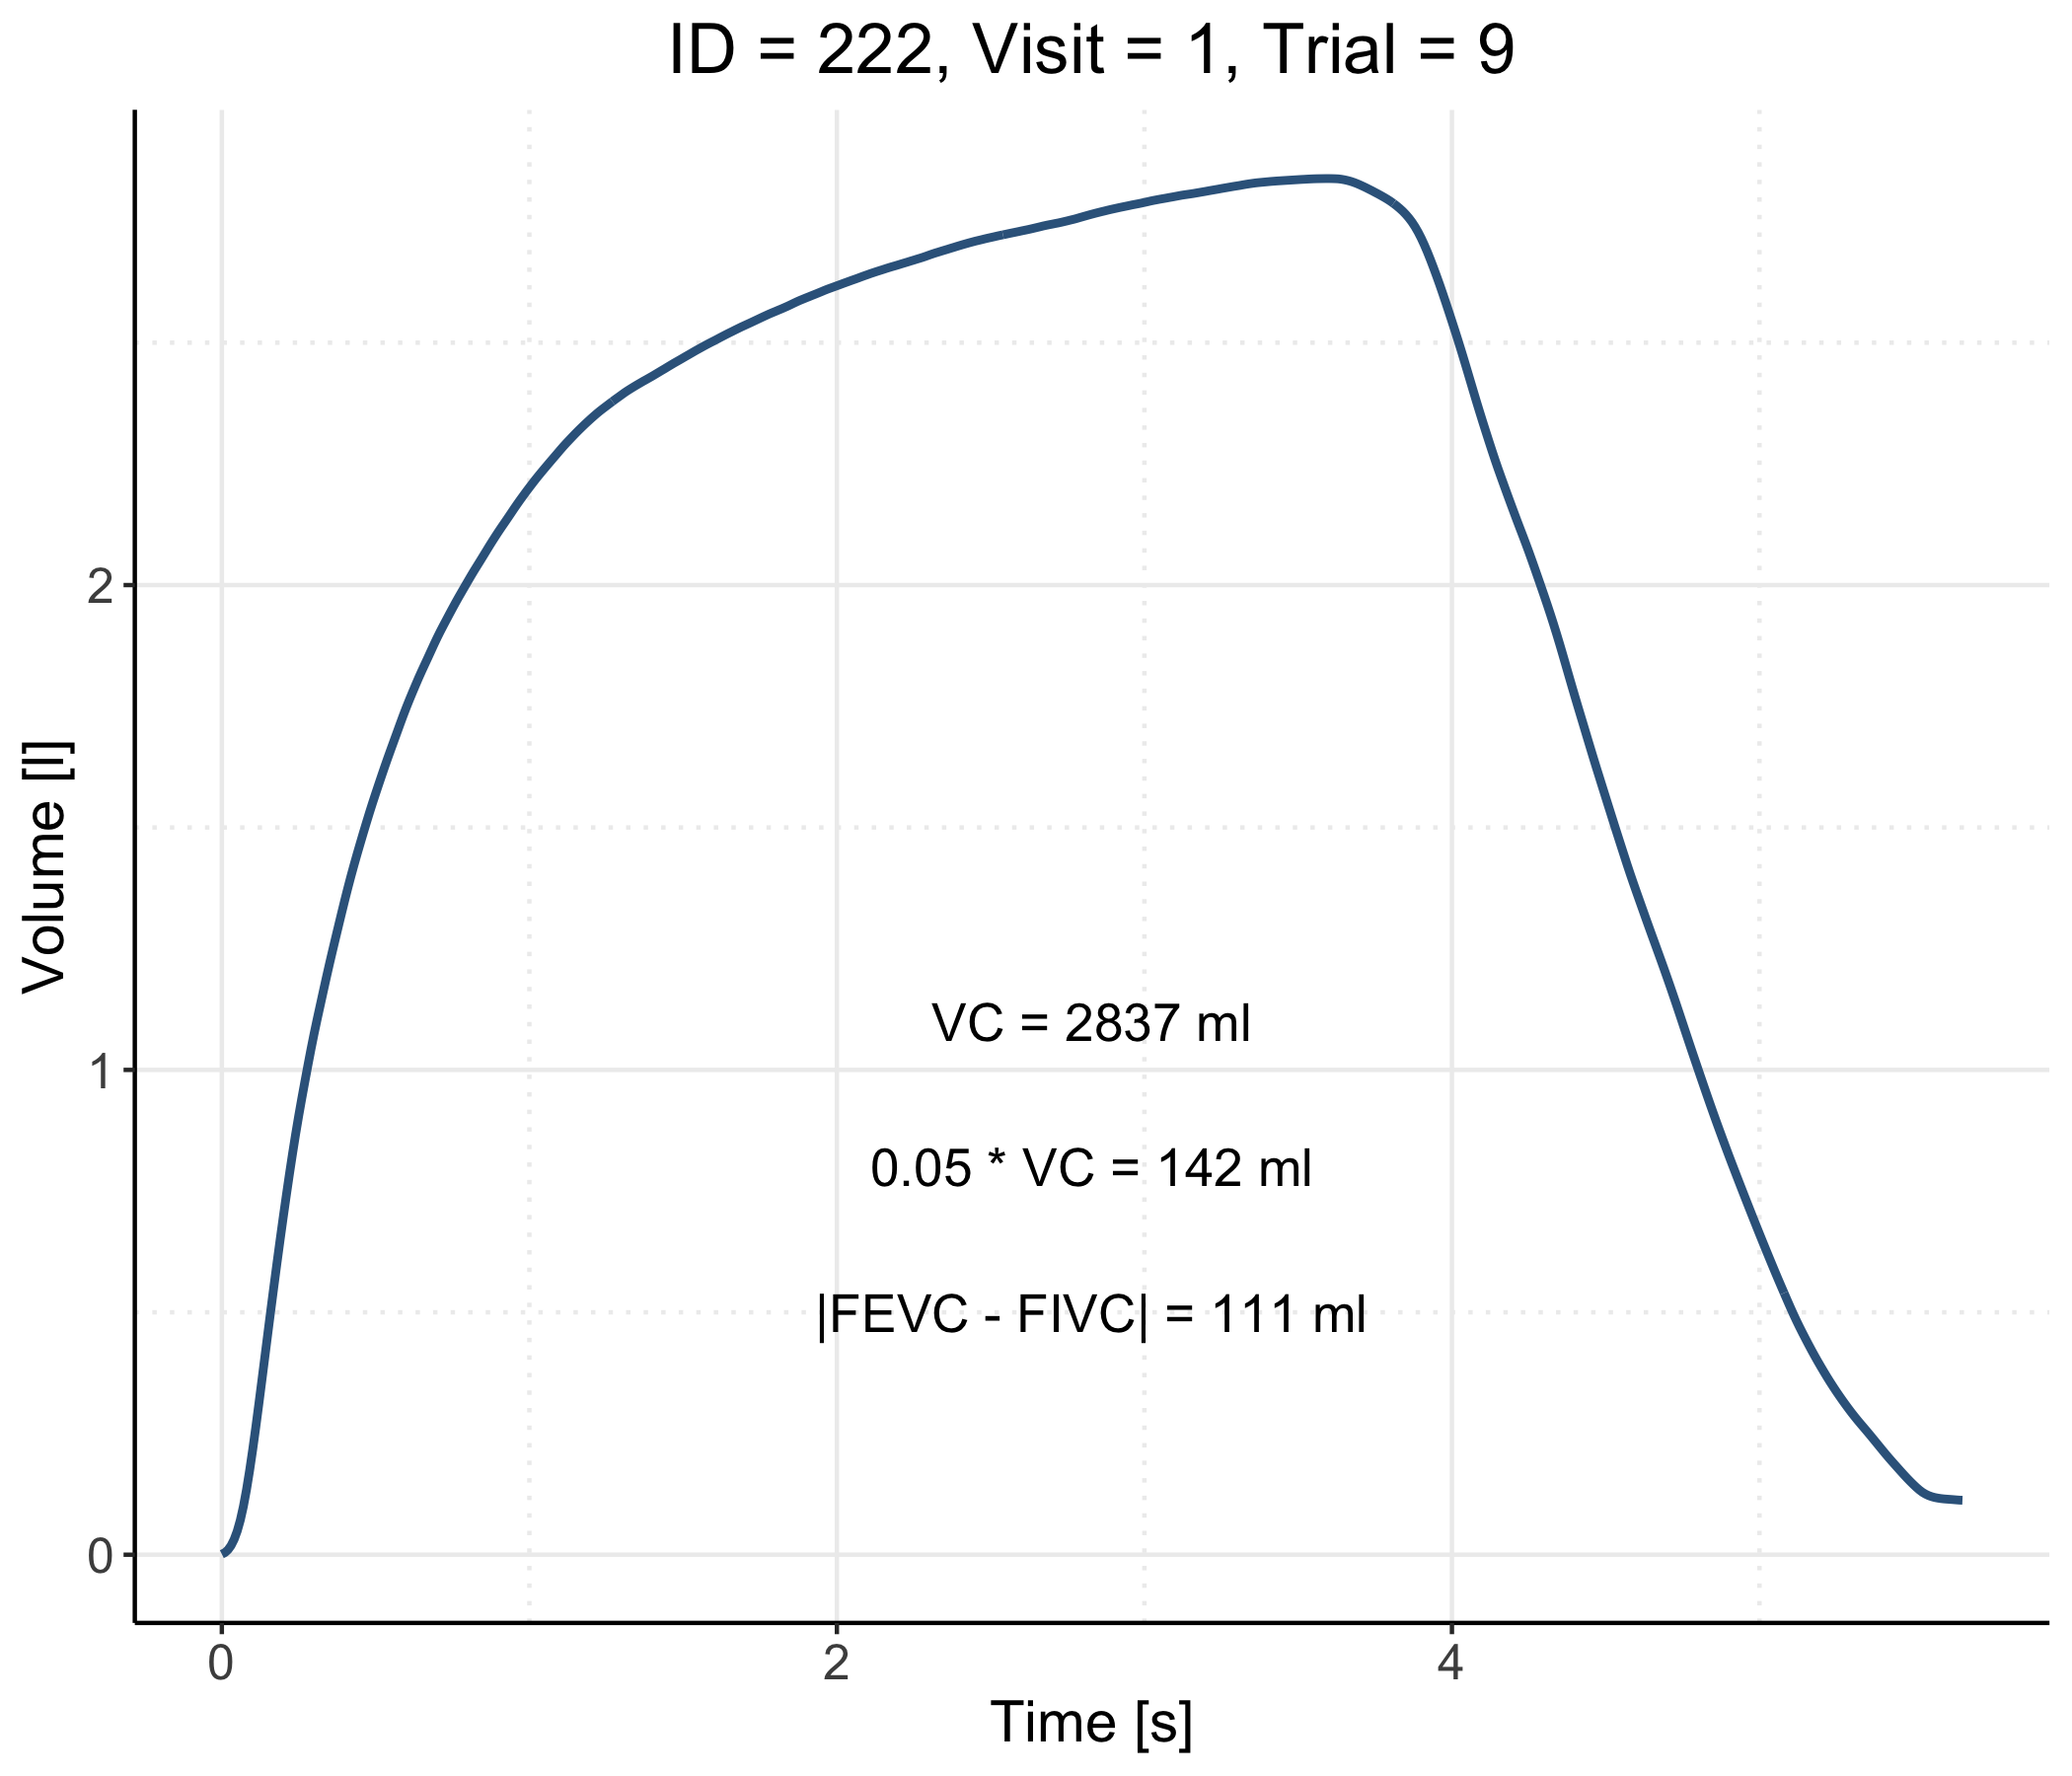 ID = 222, Visit = 1, Trial = 9
Volume [l]
2
1
0
VC = 2837 ml
0.05 * VC = 142 ml
|FEVC - FIVC| = 111 ml
0 2 4
Time [s]